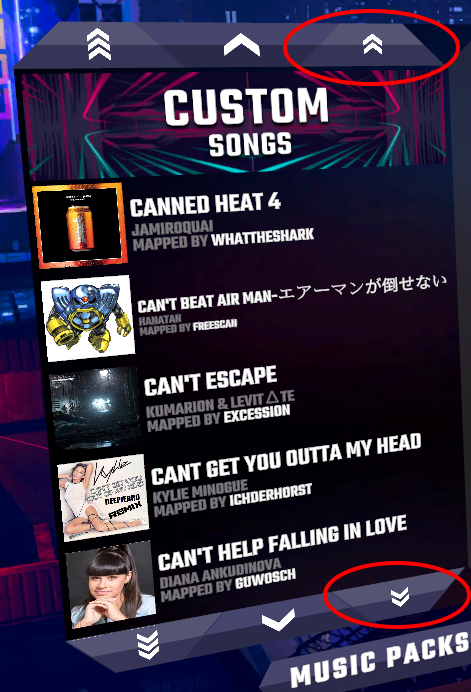 CUSTOM
SONGS
CANNED HEAT 4
JAMIROQUAI
MAPPED BY WHATTHESHARK
CAN'T BEAT AIR MAN-エアーマンが倒せない
HANATAN
MAPPED BY FREESCAN
CAN'T ESCAPE
KUMARION & LEVIT△TE
MAPPED BY EXCESSION
CANT GET YOU OUTTA MY HEAD
KYLIE MINOGUE
MAPPED BY ICHDERHORST
Kylie
DEEPIERRO
REMIX
CAN'T HELP FALLING IN LOVE
DIANA ANKUDINOVA
MAPPED BY GUWOSCH
MUSIC PACKS